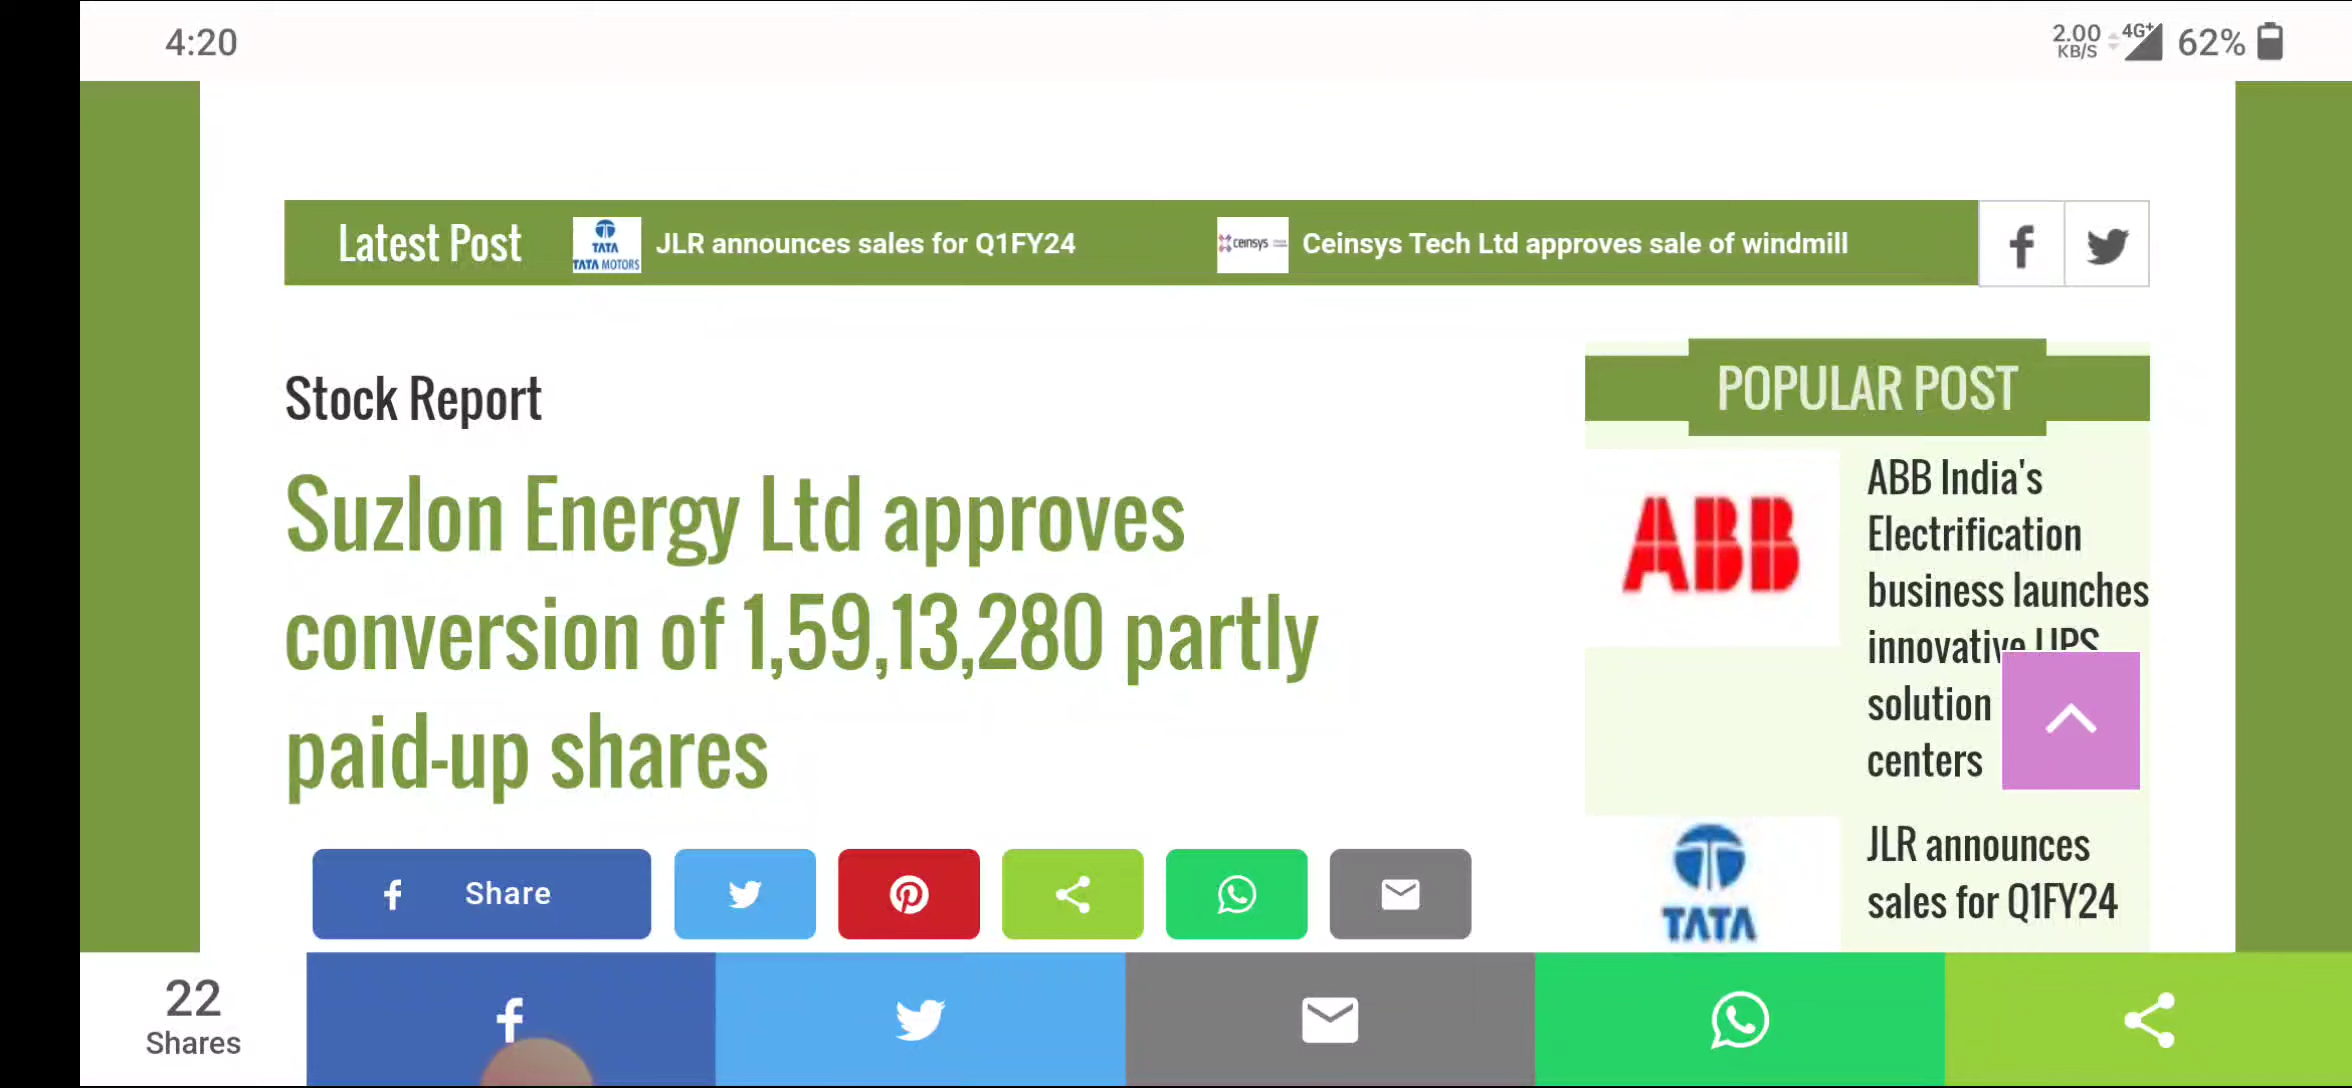 4:20
2.00
KB/S
4G+
62%
Latest Post
TATA
TATA MOTORS
JLR announces sales for Q1FY24
ceinsys
Ceinsys Tech Ltd approves sale of windmill
Stock Report
Suzlon Energy Ltd approves
conversion of 1,59,13,280 partly
paid-up shares
Share
POPULAR POST
ABB
ABB India's
Electrification
business launches
innovative UPS
solution
centers
TATA
JLR announces
sales for Q1FY24
22
Shares